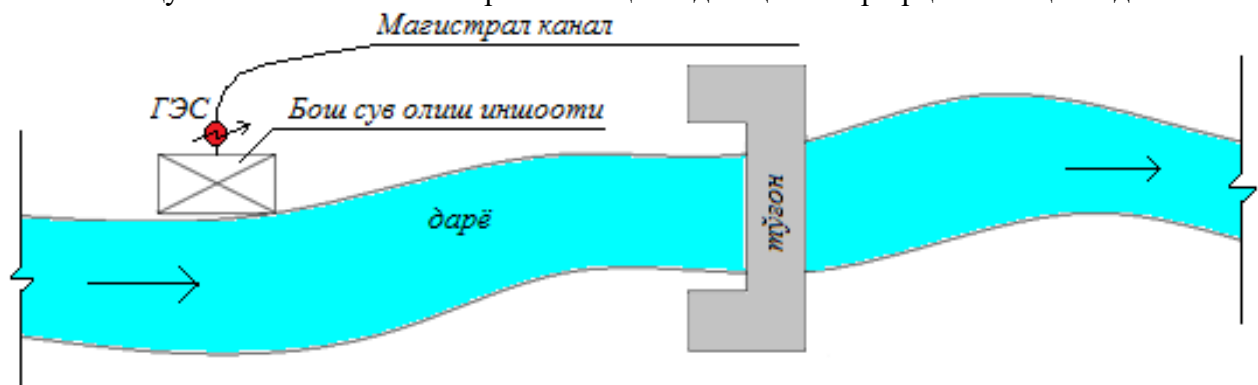 Магистрал канал
ГЭС
Бош сув олиш иншооти
дарё
тўғон